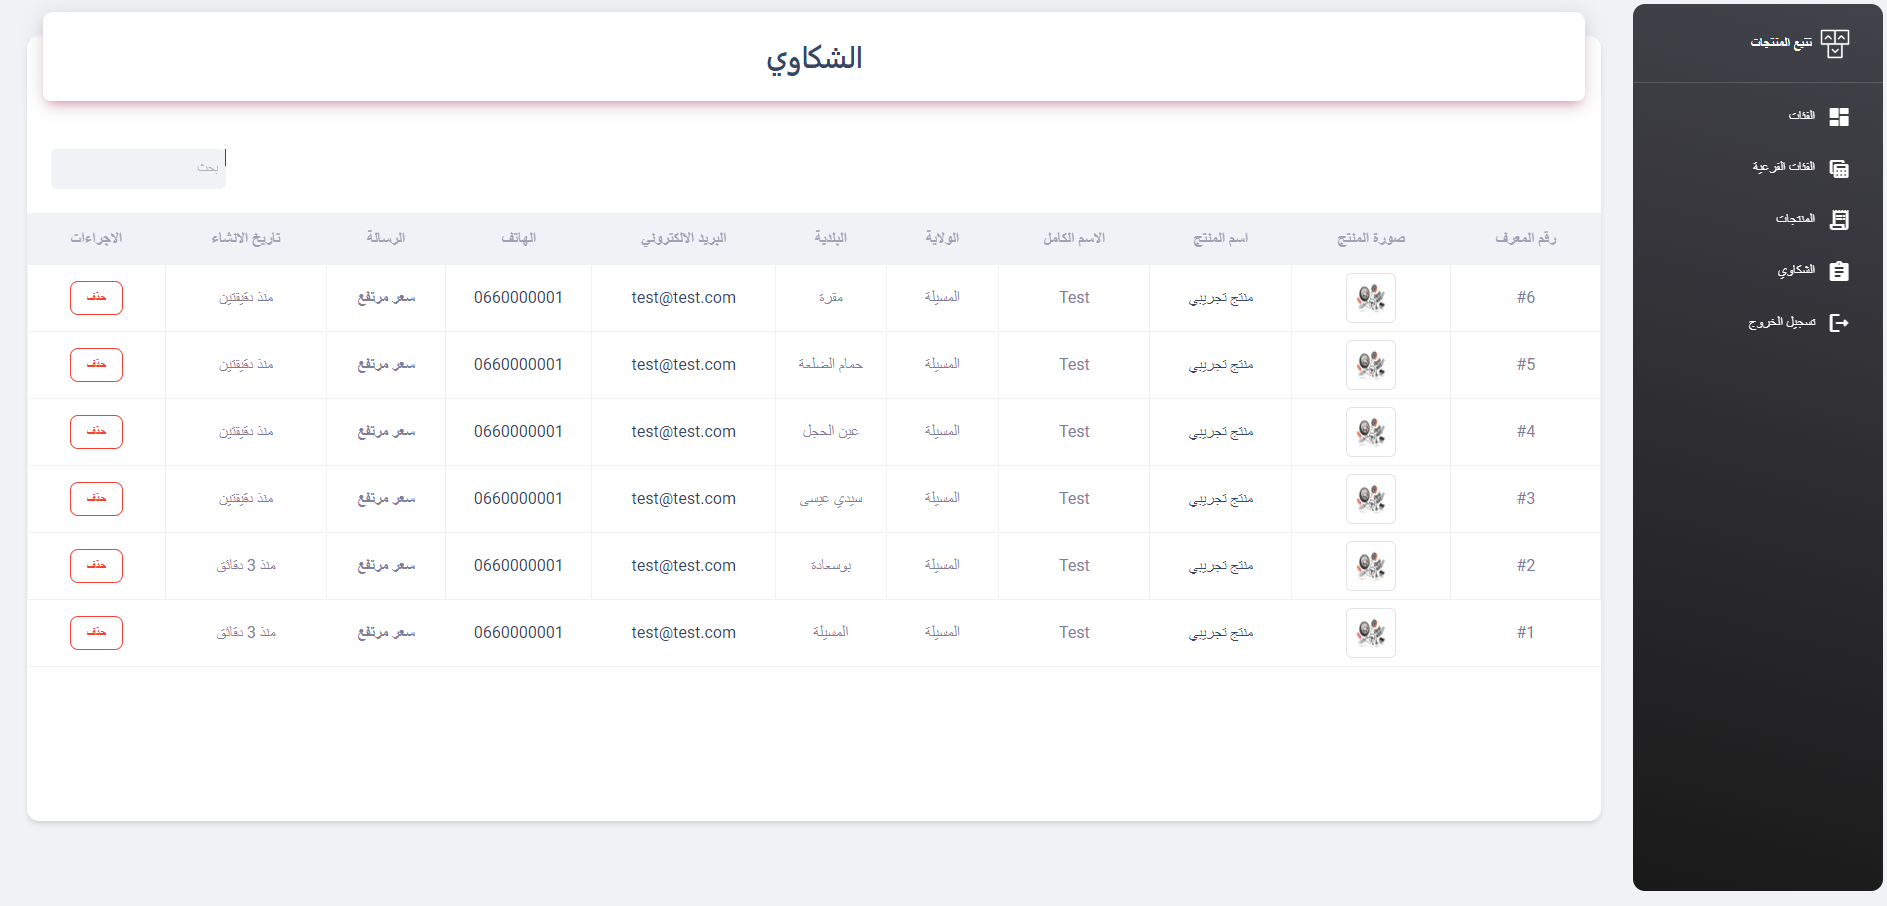 تتبع المنتجات
الفئات
الفئات الفرعية
المنتجات
الشكاوي
تسجيل الخروج
الشكاوي
بحث
رقم المعرف صورة المنتج اسم المنتج الاسم الكامل الولاية البلدية البريد الالكتروني الهاتف الرسالة تاريخ الانشاء الاجراءات
#6 منتج تجريبي Test المسيلة مقرة test@test.com 0660000001 سعر مرتفع منذ دقيقتين حذف
#5 منتج تجريبي Test المسيلة حمام الضلعة test@test.com 0660000001 سعر مرتفع منذ دقيقتين حذف
#4 منتج تجريبي Test المسيلة عين الحجل test@test.com 0660000001 سعر مرتفع منذ دقيقتين حذف
#3 منتج تجريبي Test المسيلة سيدي عيسى test@test.com 0660000001 سعر مرتفع منذ دقيقتين حذف
#2 منتج تجريبي Test المسيلة بوسعادة test@test.com 0660000001 سعر مرتفع منذ 3 دقائق حذف
#1 منتج تجريبي Test المسيلة المسيلة test@test.com 0660000001 سعر مرتفع منذ 3 دقائق حذف